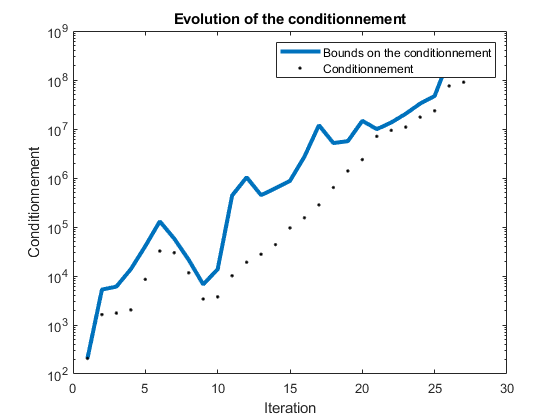 Evolution of the conditionnement
10^9
10^8
10^7
10^6
10^5
10^4
10^3
10^2
Conditionnement
Bounds on the conditionnement
Conditionnement
0 5 10 15 20 25 30
Iteration